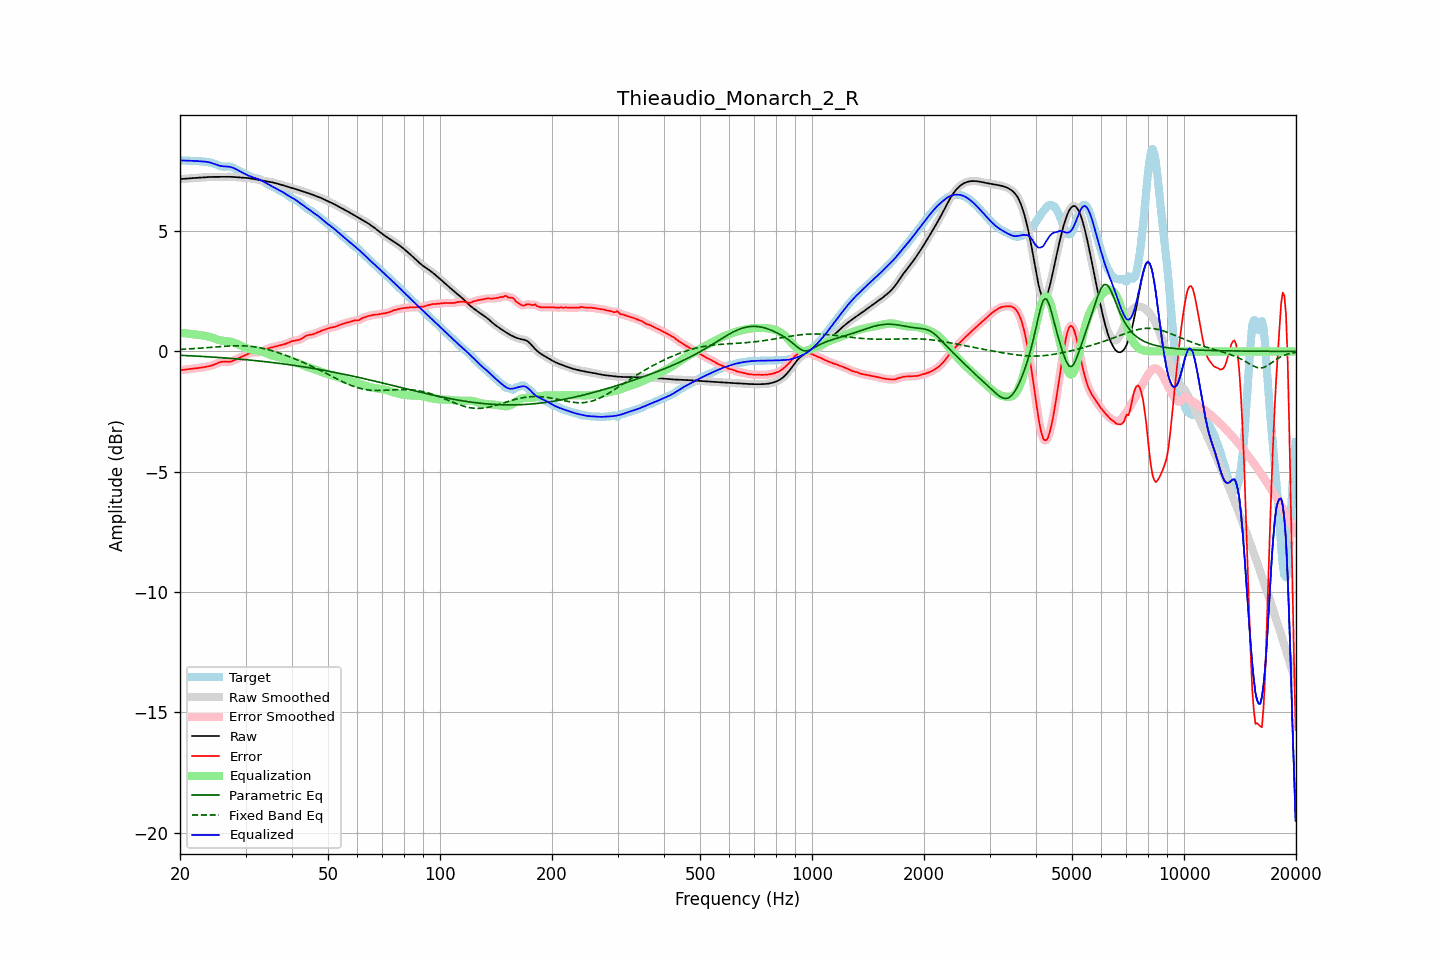 Thieaudio_Monarch_2_R
Amplitude (dBr)
5
0
−5
−10
−15
−20
Target
Raw Smoothed
Error Smoothed
Raw
Error
Equalization
Parametric Eq
Fixed Band Eq
Equalized
20 50 100 200 500 1000 2000 5000 10000 20000
Frequency (Hz)